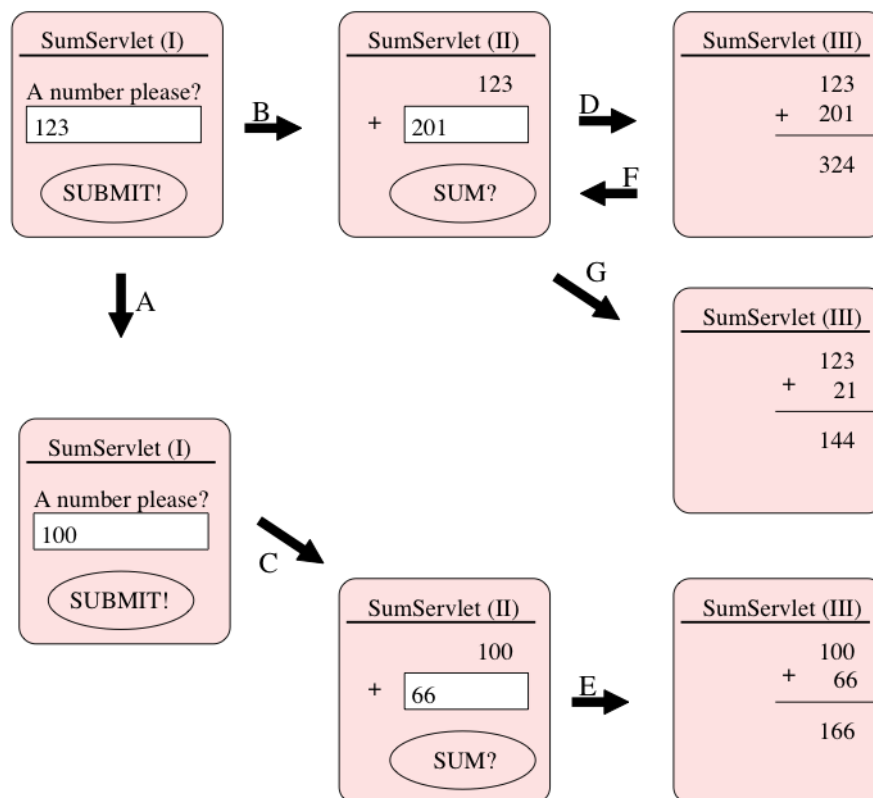 SumServlet (I)
A number please?
123
SUBMIT!
B
SumServlet (II)
123
+ 201
SUM?
D
F
SumServlet (III)
123
+ 201
324
A
G
SumServlet (III)
123
+ 21
144
SumServlet (I)
A number please?
100
SUBMIT!
C
SumServlet (II)
100
+ 66
SUM?
E
SumServlet (III)
100
+ 66
166